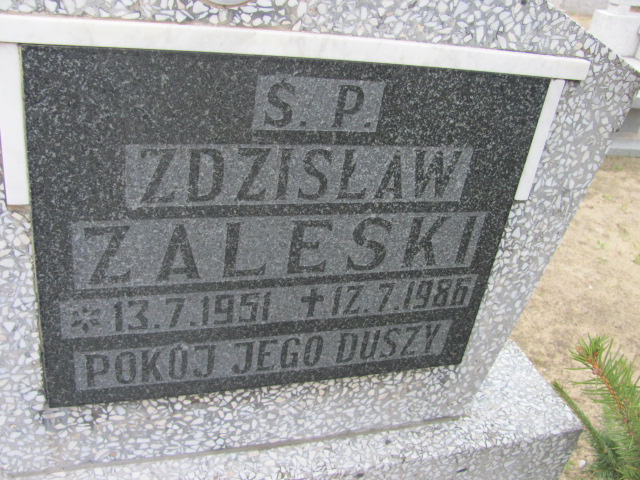 Ś. P.
ZDZISŁAW
ZALESKI
* 13.7.1951 ✝ 12.7.1986
POKÓJ JEGO DUSZY